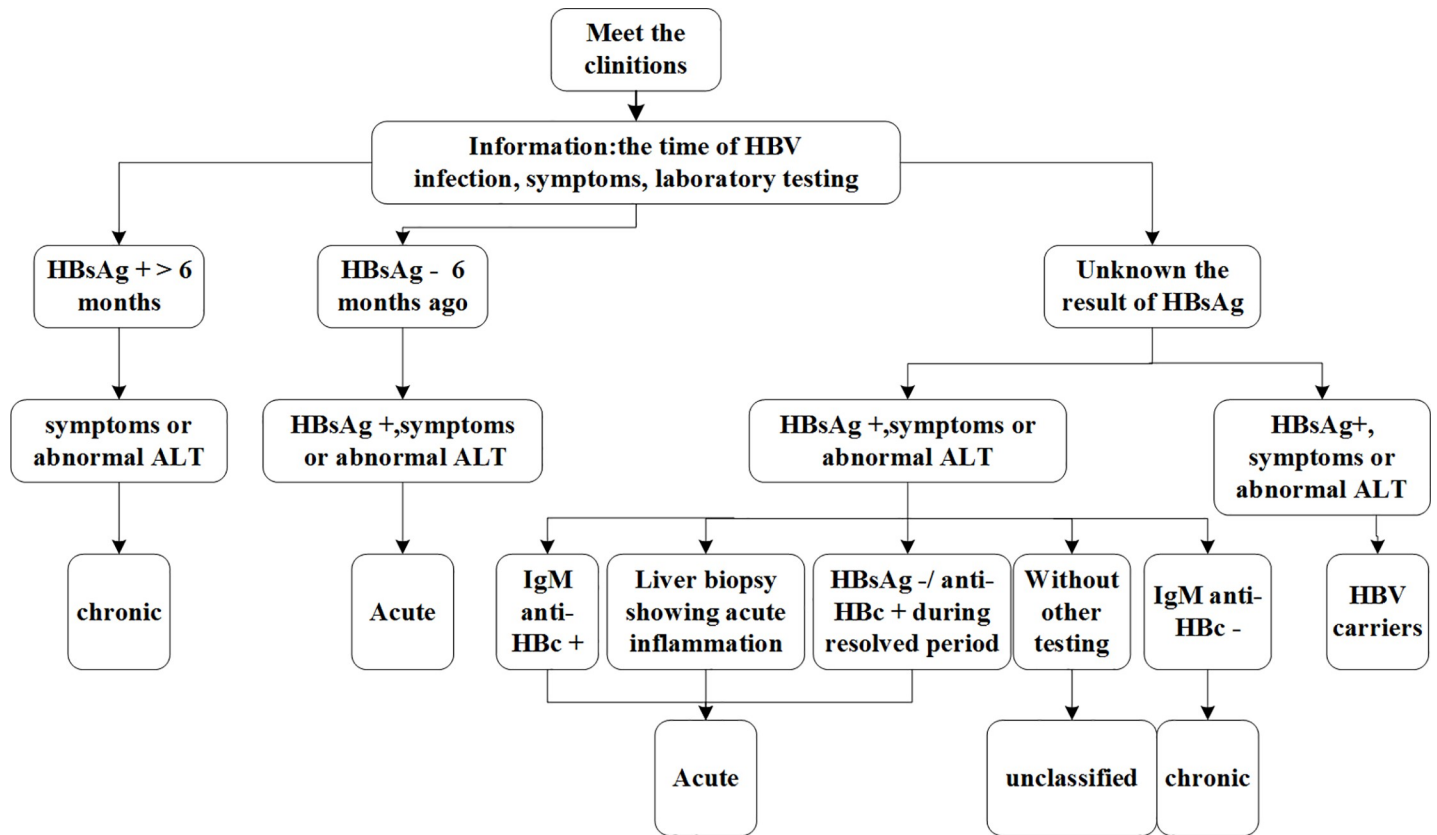 Meet the
clinitions
Information:the time of HBV
infection, symptoms, laboratory testing
HBsAg + > 6
months
HBsAg - 6
months ago
Unknown the
result of HBsAg
symptoms or
abnormal ALT
HBsAg +,symptoms
or abnormal ALT
HBsAg +,symptoms or
abnormal ALT
HBsAg+,
symptoms or
abnormal ALT
chronic
Acute
IgM
anti-
HBc +
Liver biopsy
showing acute
inflammation
HBsAg -/ anti-
HBc + during
resolved period
Without
other
testing
IgM anti-
HBc -
HBV
carriers
Acute
unclassified
chronic